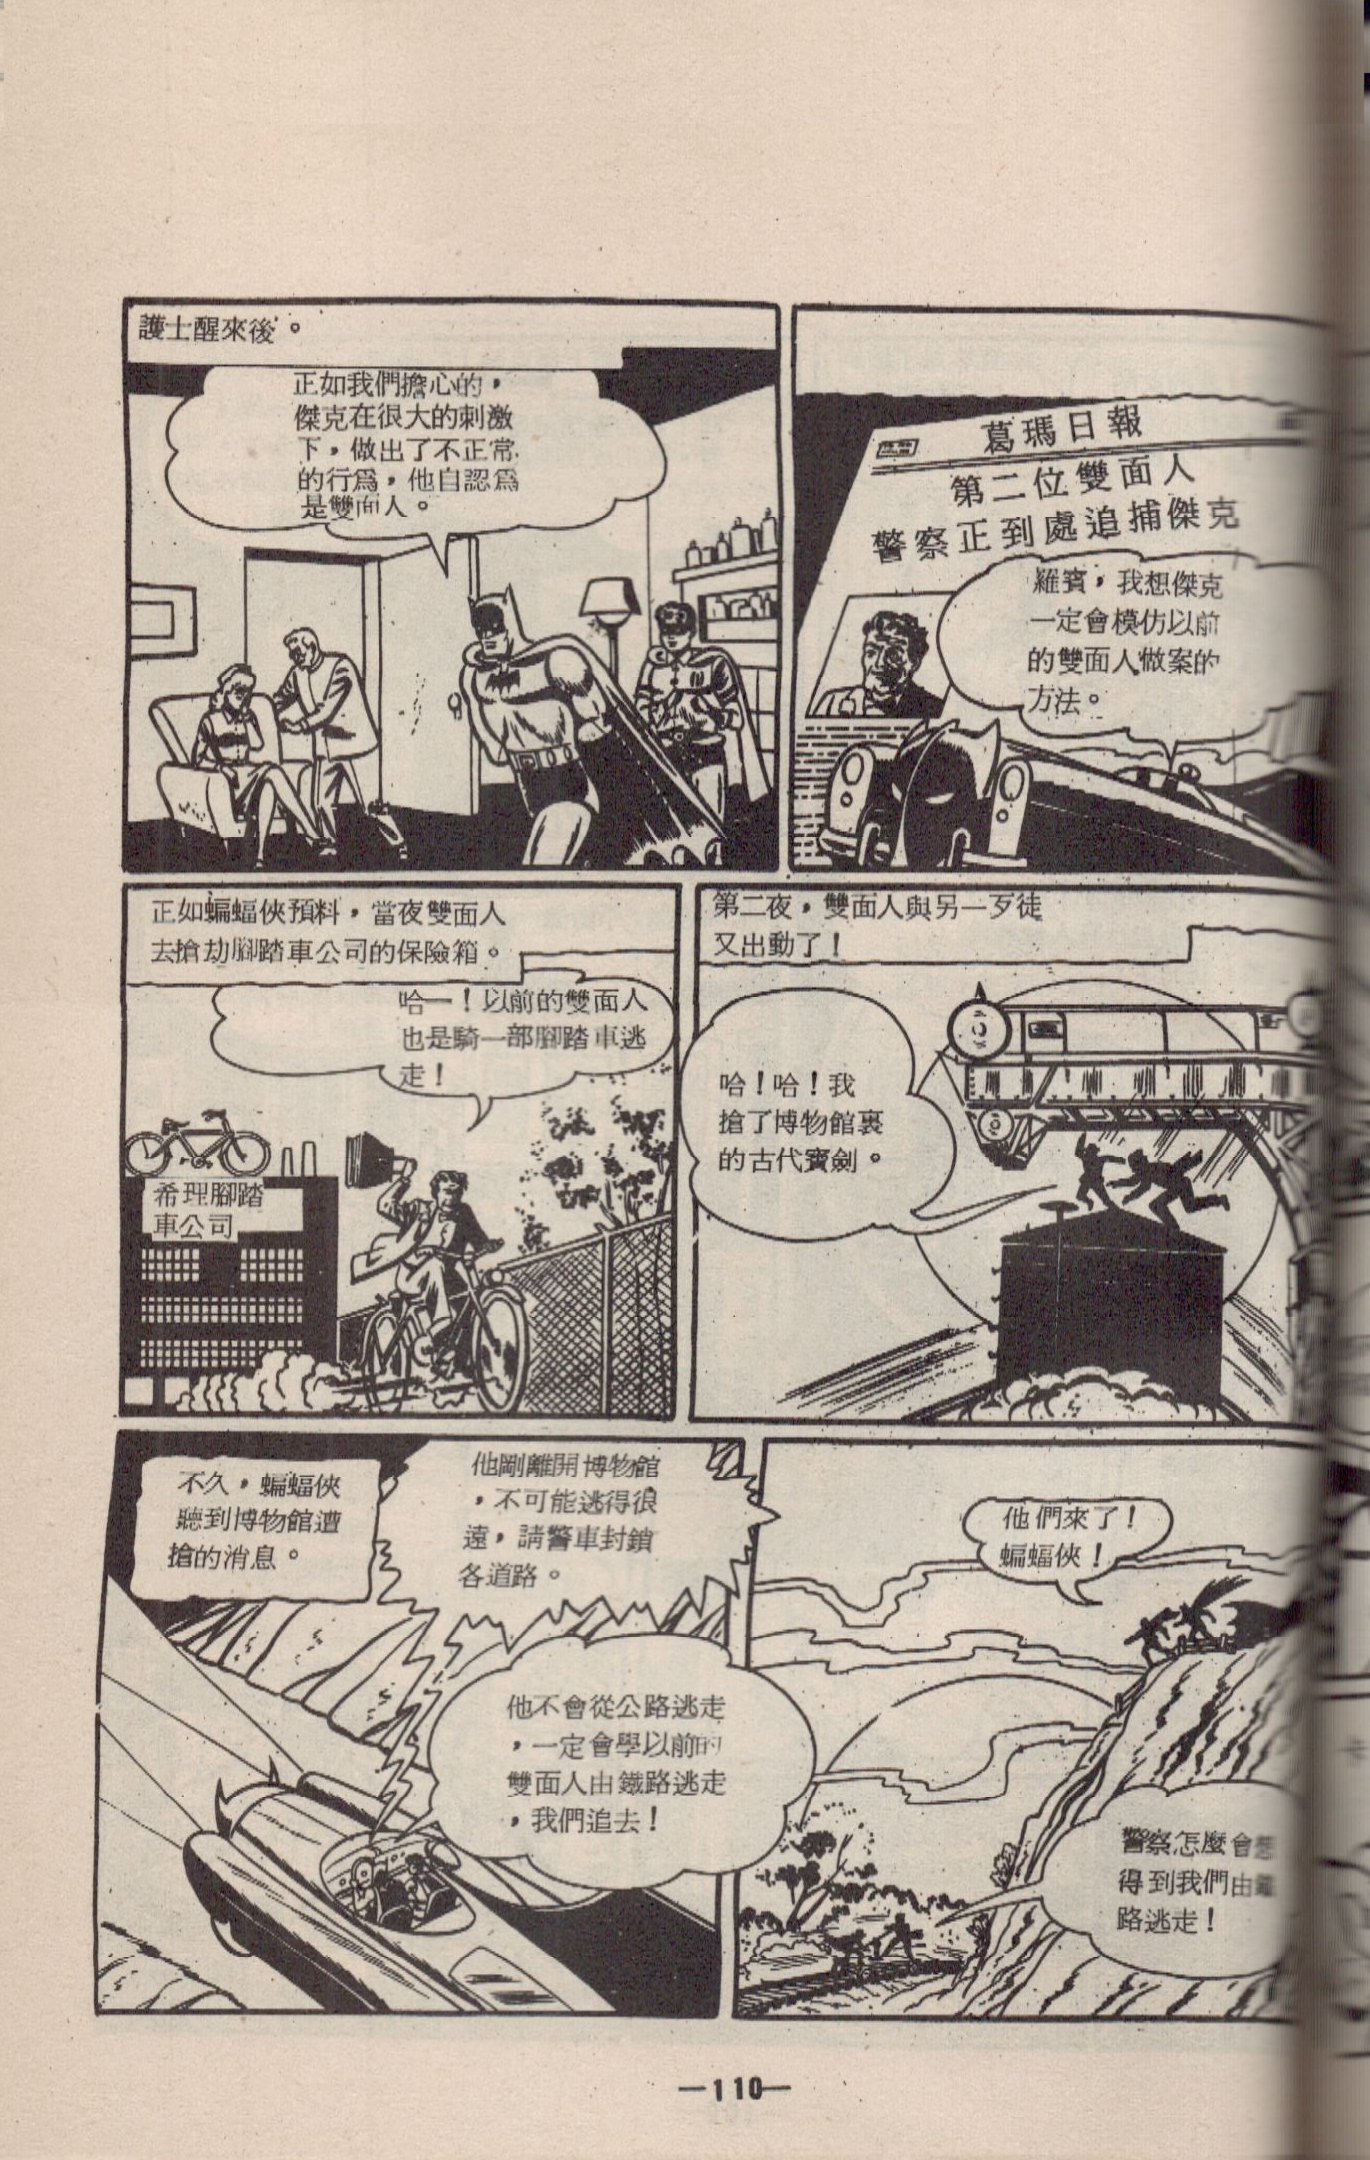 護士醒來後。
正如我們擔心的，
傑克在很大的刺激
下，做出了不正常
的行爲，他自認爲
是雙面人。
葛瑪日報
第二位雙面人
警察正到處追捕傑克
羅賓，我想傑克
一定會模仿以前
的雙面人做案的
方法。
正如蝙蝠俠預料，當夜雙面人
去搶劫腳踏車公司的保險箱。
哈一！以前的雙面人
也是騎一部腳踏車逃
走！
希理腳踏
車公司
第二夜，雙面人與另一歹徒
又出動了！
哈！哈！我
搶了博物館裏
的古代寶劍。
不久，蝙蝠俠
聽到博物館遭
搶的消息。
他剛離開博物館
，不可能逃得很
遠，請警車封鎖
各道路。
他不會從公路逃走
，一定會學以前的
雙面人由鐵路逃走
，我們追去！
他們來了！
蝙蝠俠！
警察怎麼會想
得到我們由鐵
路逃走！
—110—